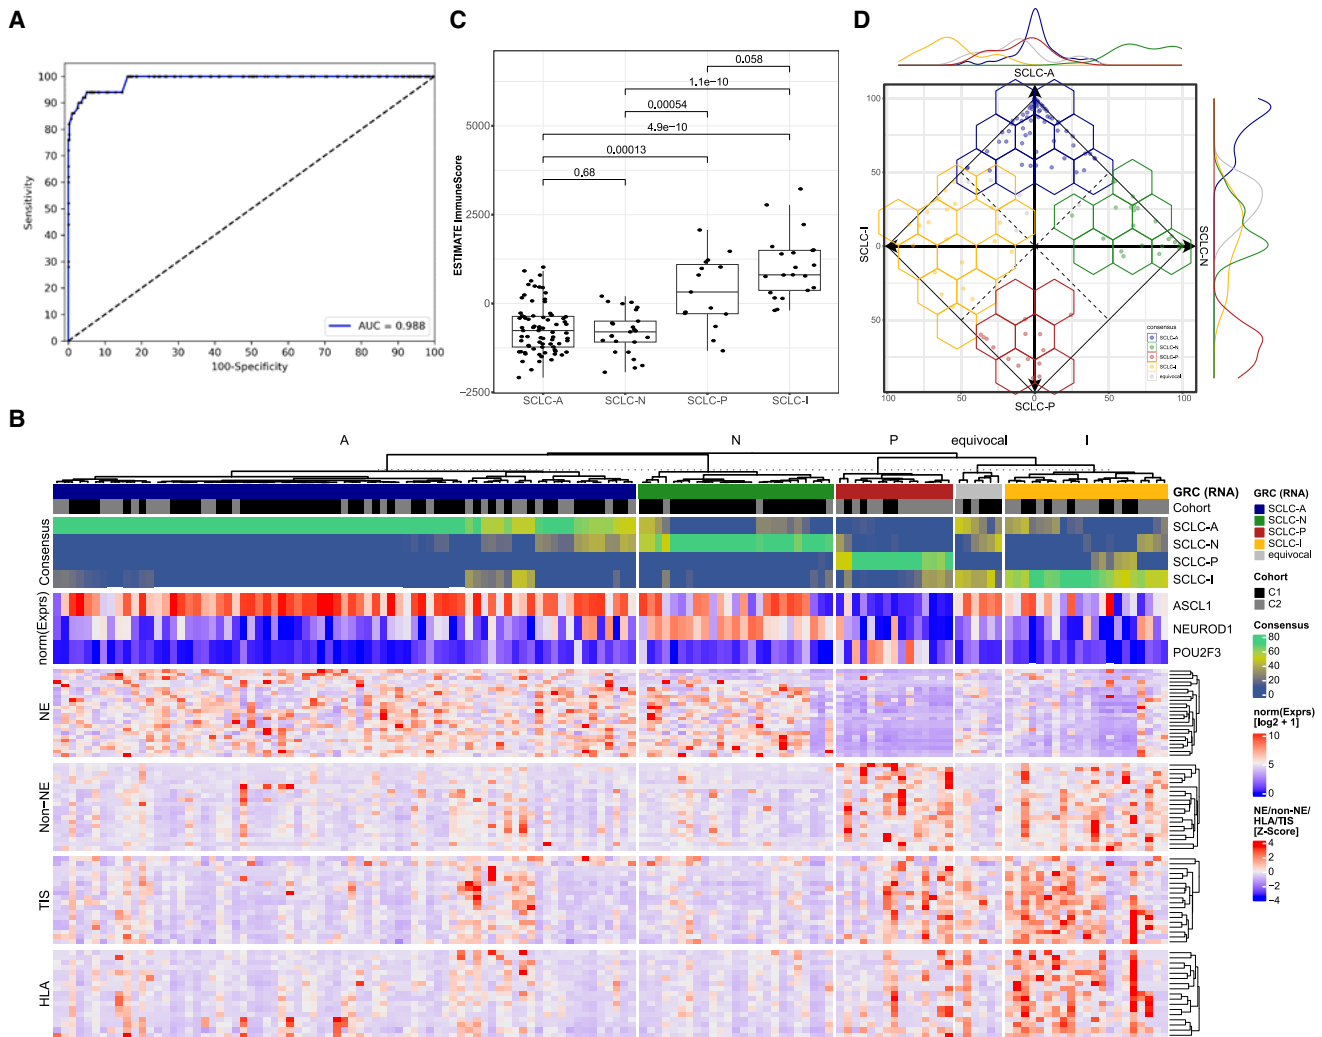 A
100
90
80
70
60
50
40
30
20
10
0
Sensitivity
AUC = 0.988
0 10 20 30 40 50 60 70 80 90 100
100-Specificity
C
ESTIMATE ImmuneScore
5000
2500
0
−2500
0.058
1.1e−10
0.00054
4.9e−10
0.00013
0.68
SCLC-A SCLC-N SCLC-P SCLC-I
D
SCLC-A
100
50
0
50
SCLC-I
SCLC-N
consensus
SCLC-A
SCLC-N
SCLC-P
SCLC-I
equivocal
100 50 0 50 100
SCLC-P
B
A N P equivocal I
GRC (RNA)
Cohort
Consensus
SCLC-A
SCLC-N
SCLC-P
SCLC-I
norm(Exprs)
ASCL1
NEUROD1
POU2F3
NE
Non-NE
TIS
HLA
GRC (RNA)
SCLC-A
SCLC-N
SCLC-P
SCLC-I
equivocal
Cohort
C1
C2
Consensus
80
60
40
20
0
norm(Exprs)
[log2 + 1]
10
5
0
NE/non-NE/
HLA/TIS
[Z-Score]
4
2
0
−2
−4